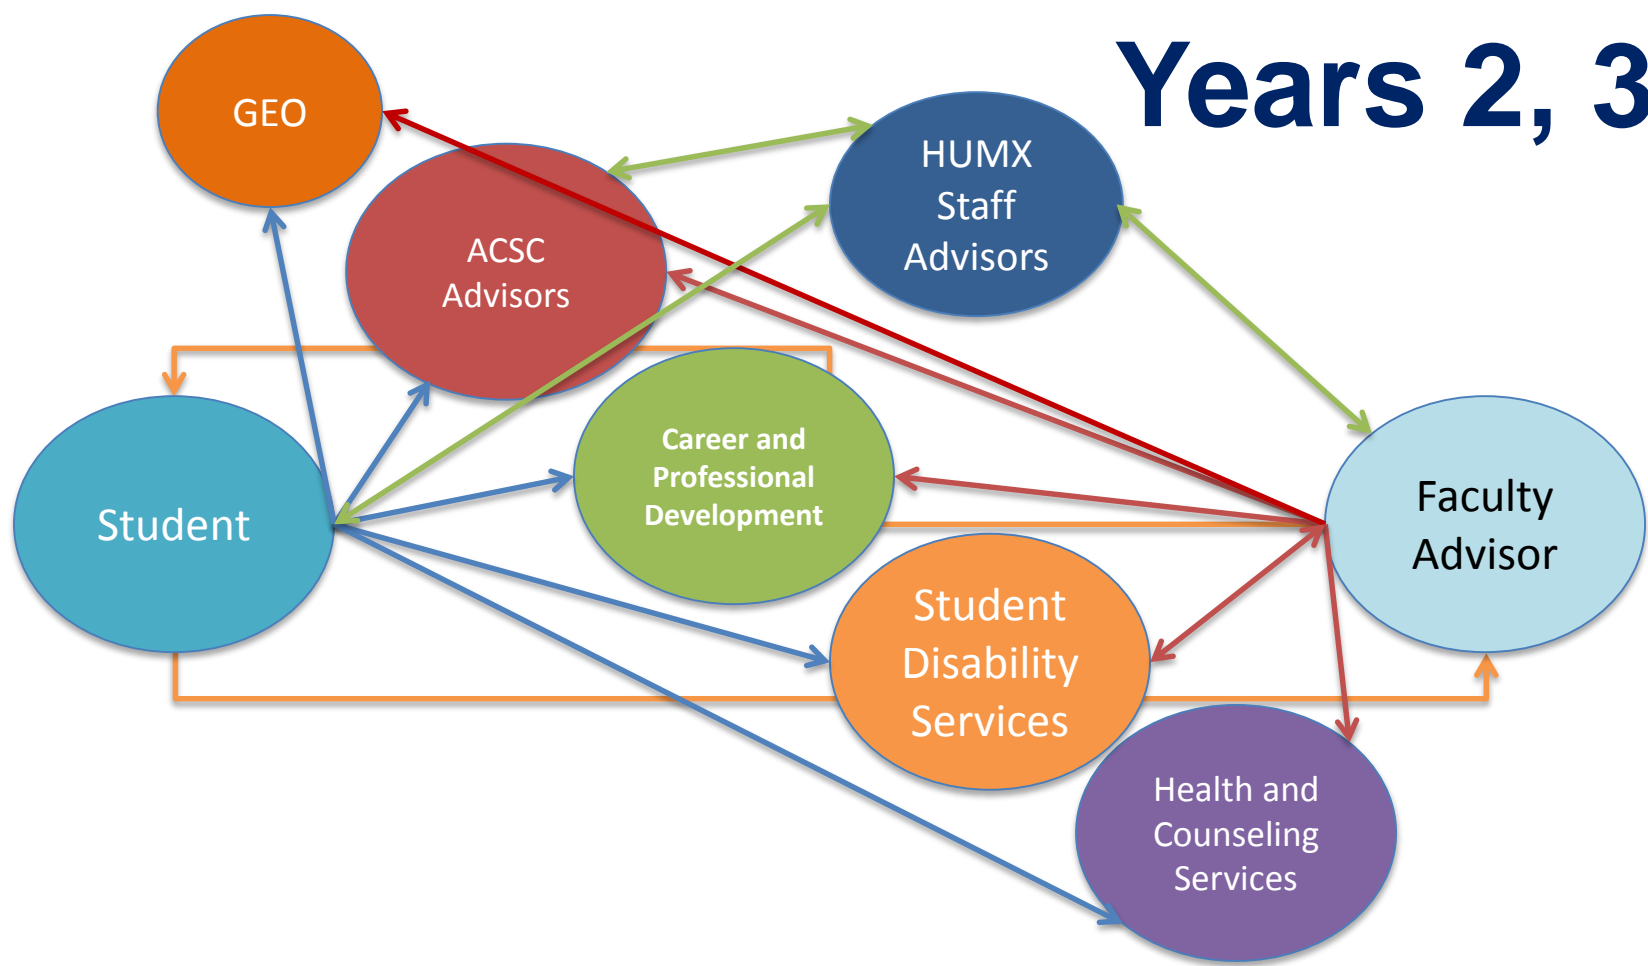 Years 2, 3
GEO
HUMX
Staff
Advisors
ACSC
Advisors
Career and
Professional
Development
Student
Faculty
Advisor
Student
Disability
Services
Health and
Counseling
Services